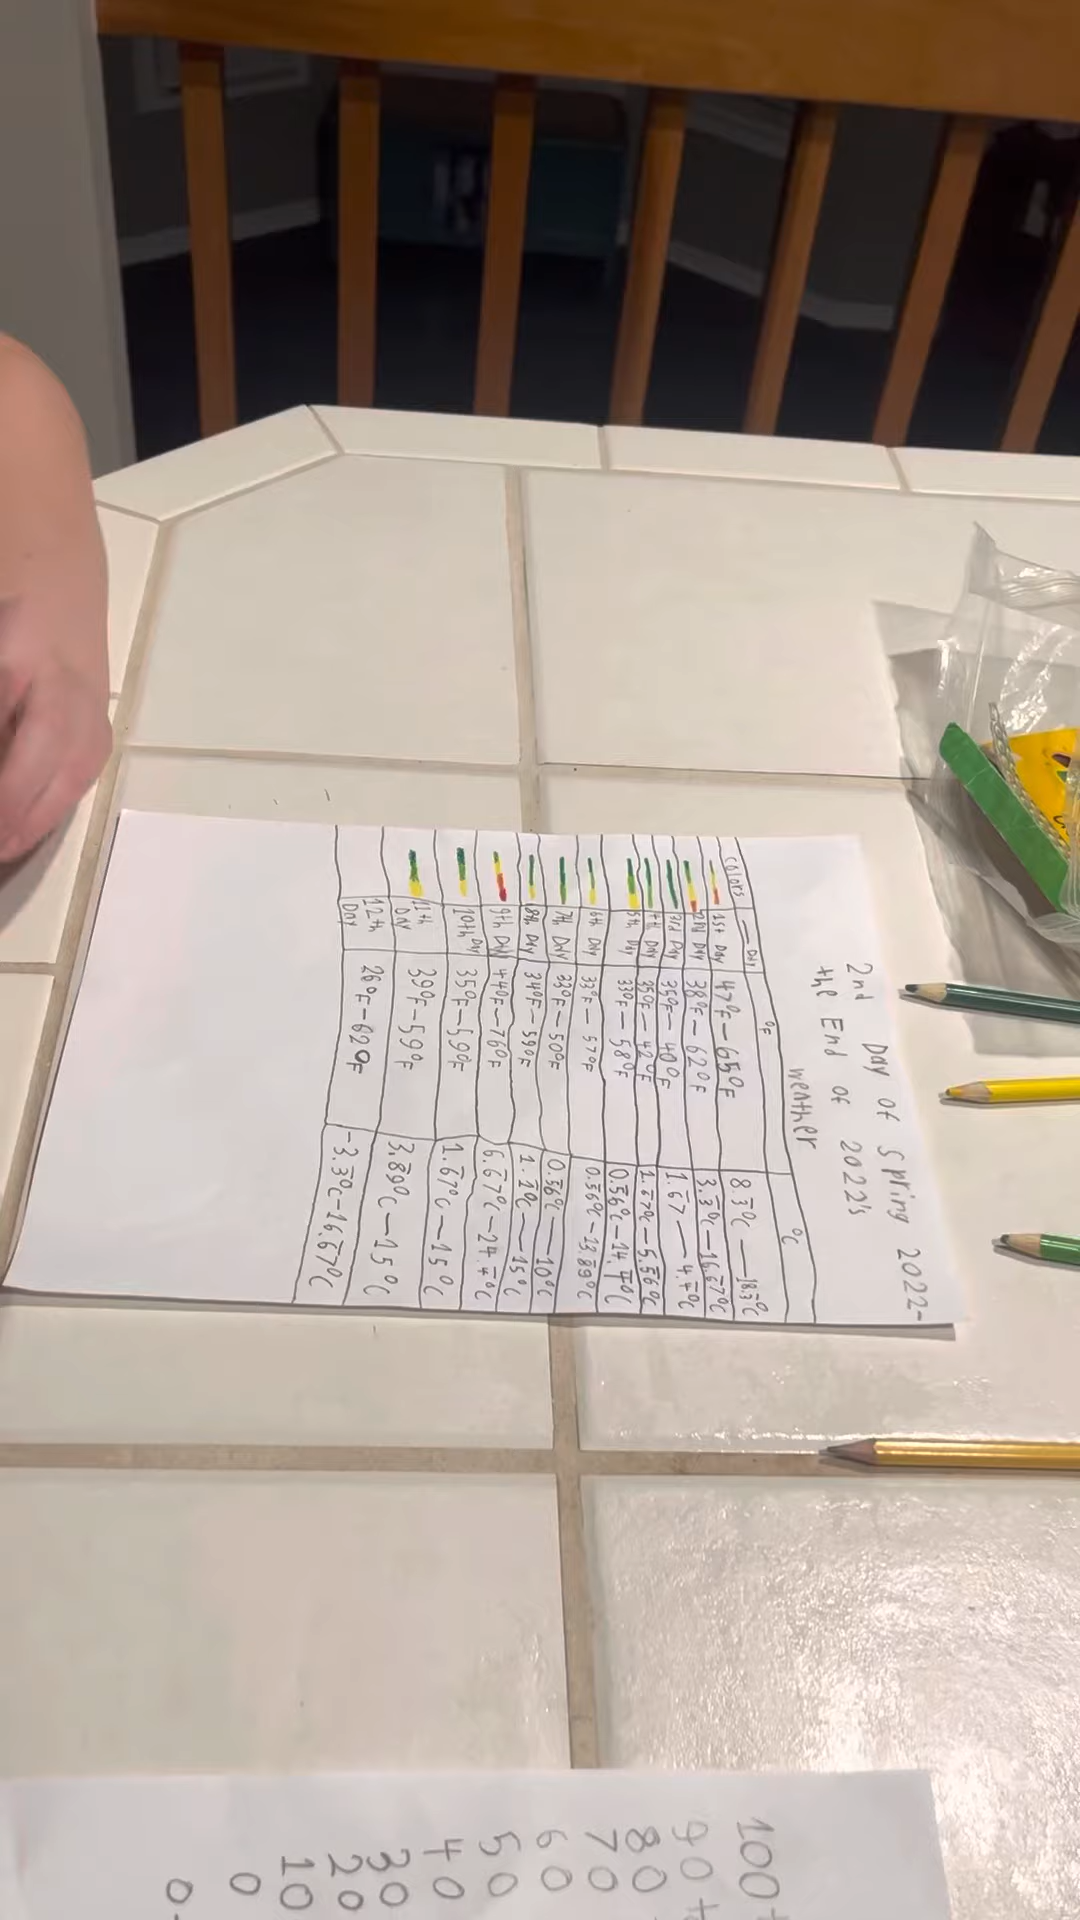 2nd Day of Spring 2022-
the End of 2022's
weather
colors Day °F °C
1st Day 47°F-65°F 8.3°C-18.3°C
2nd Day 38°F-62°F 3.3°C-16.67°C
3rd Day 35°F-40°F 1.67-4.4°C
4th Day 35°F-42°F 1.67°C-5.56°C
5th Day 33°F-58°F 0.56°C-14.4°C
6th Day 33°F-57°F 0.56°C-13.89°C
7th Day 33°F-50°F 0.56°C-10°C
8th Day 34°F-59°F 1.1°C-15°C
9th Day 44°F-76°F 6.67°C-24.4°C
10th Day 35°F-59°F 1.67°C-15°C
11th Day 39°F-59°F 3.89°C-15°C
12th Day 26°F-62°F -3.3°C-16.67°C
100+
90+
80
70
60
50
40
30
20
10
0
0-